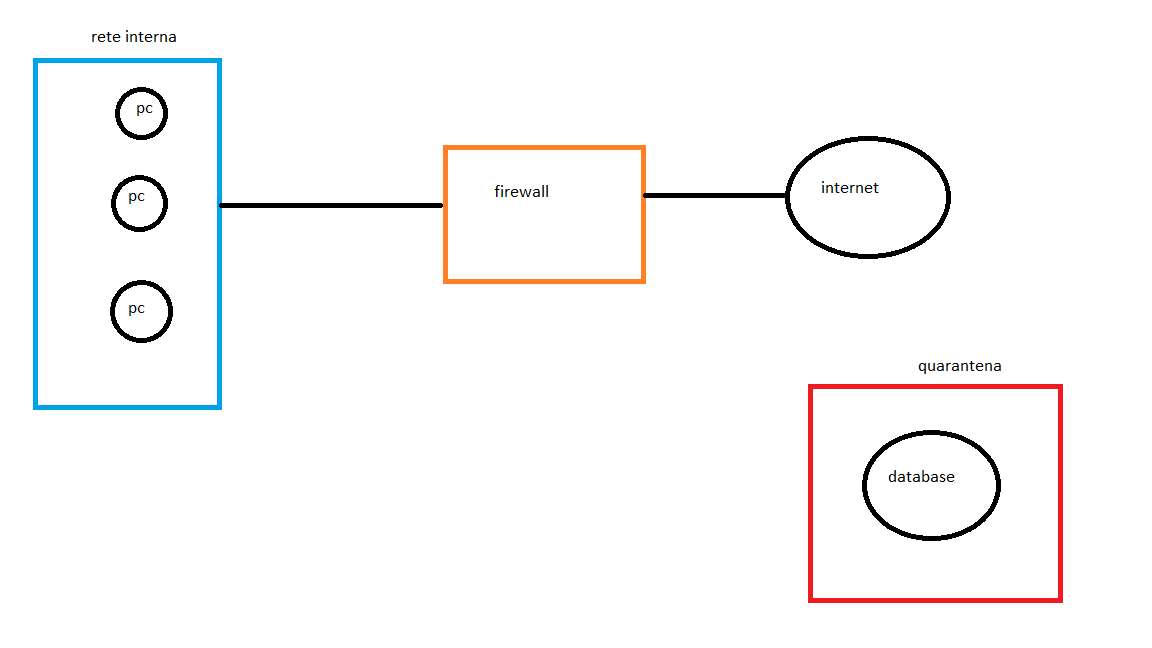 rete interna
pc
pc
pc
firewall
internet
quarantena
database